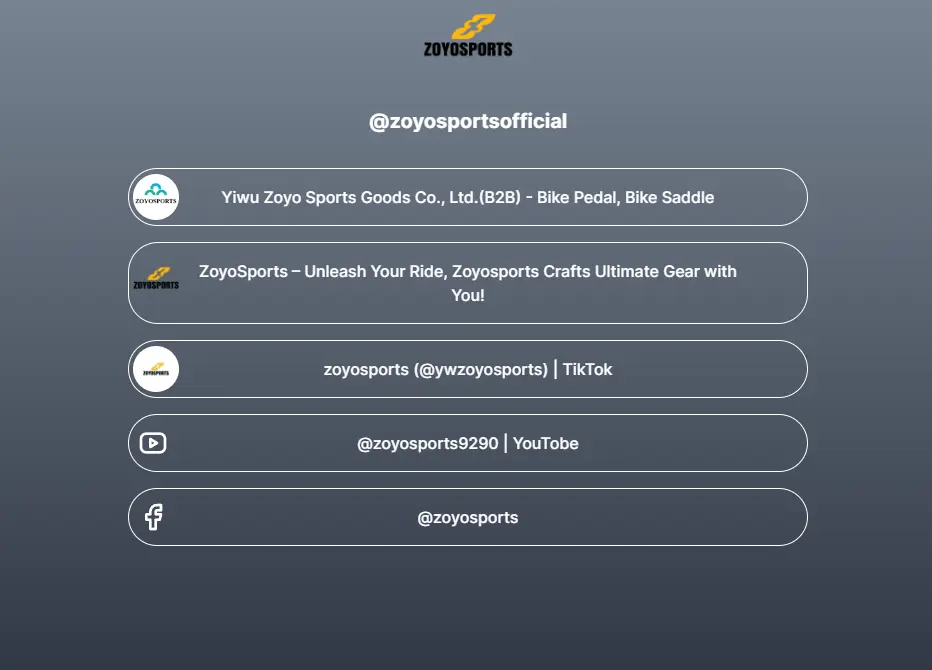 ZOYOSPORTS
@zoyosportsofficial
ZOYOSPORTS
Yiwu Zoyo Sports Goods Co., Ltd.(B2B) - Bike Pedal, Bike Saddle
ZOYOSPORTS
ZoyoSports – Unleash Your Ride, Zoyosports Crafts Ultimate Gear with
You!
ZOYOSPORTS
zoyosports (@ywzoyosports) | TikTok
@zoyosports9290 | YouTobe
@zoyosports